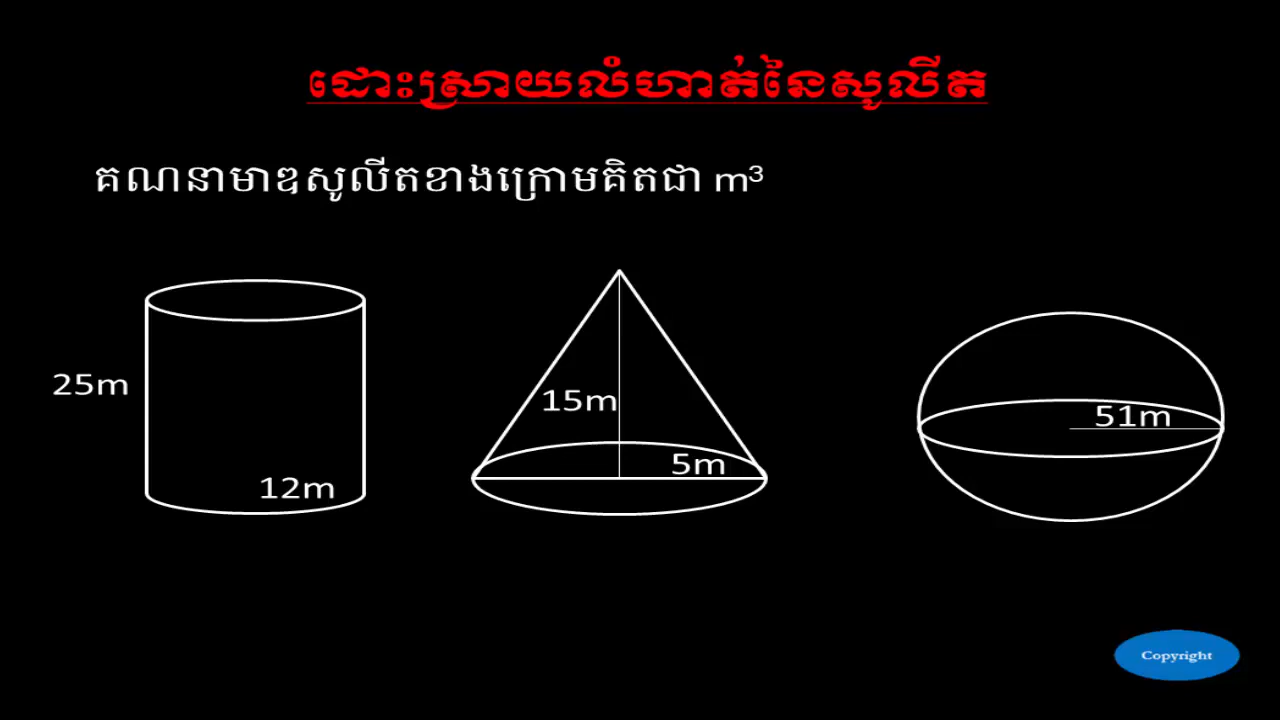 ដោះស្រាយលំហាត់នៃសូលីត
គណនាមាឌសូលីតខាងក្រោមគិតជា m³
25m
12m
15m
5m
51m
Copyright